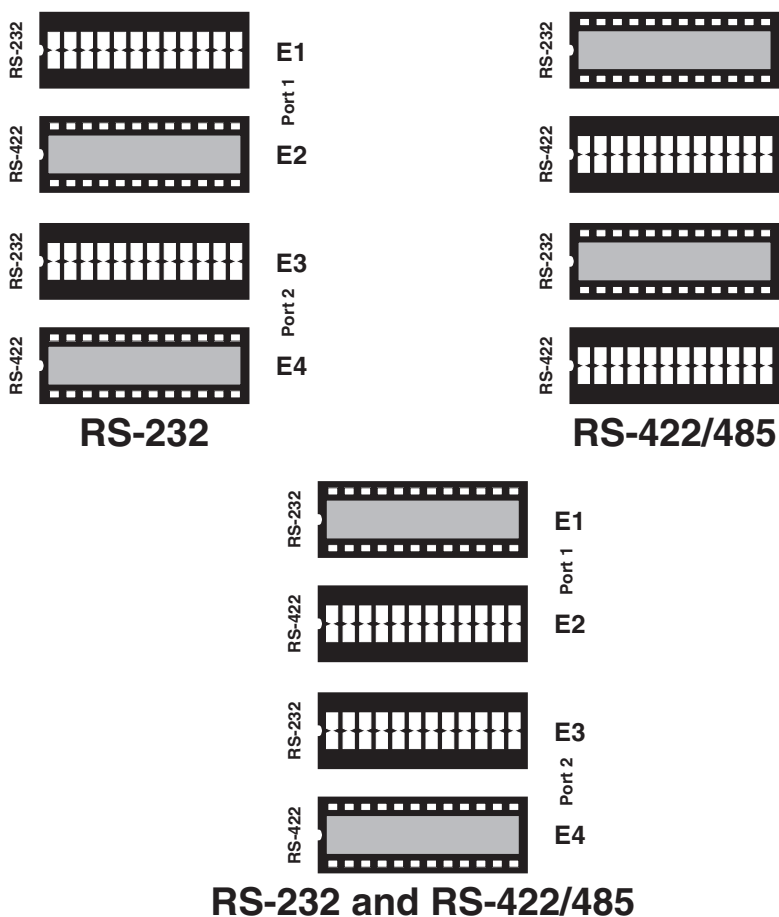 RS-232
E1
Port 1
RS-422
E2
RS-232
E3
Port 2
RS-422
E4
RS-232
RS-232
RS-422
RS-232
RS-422
RS-422/485
RS-232
E1
Port 1
RS-422
E2
RS-232
E3
Port 2
RS-422
E4
RS-232 and RS-422/485